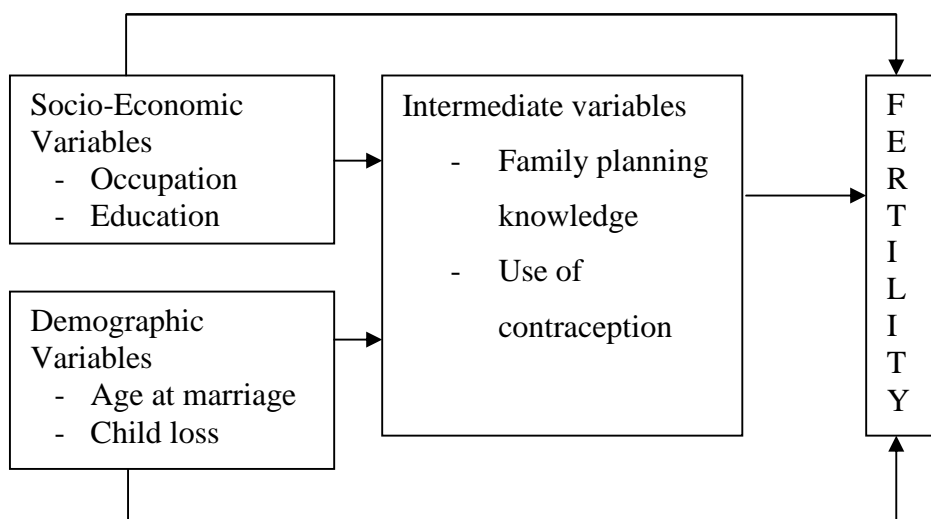 Socio-Economic
Variables
- Occupation
- Education
Demographic
Variables
- Age at marriage
- Child loss
Intermediate variables
- Family planning
knowledge
- Use of
contraception
F
E
R
T
I
L
I
T
Y